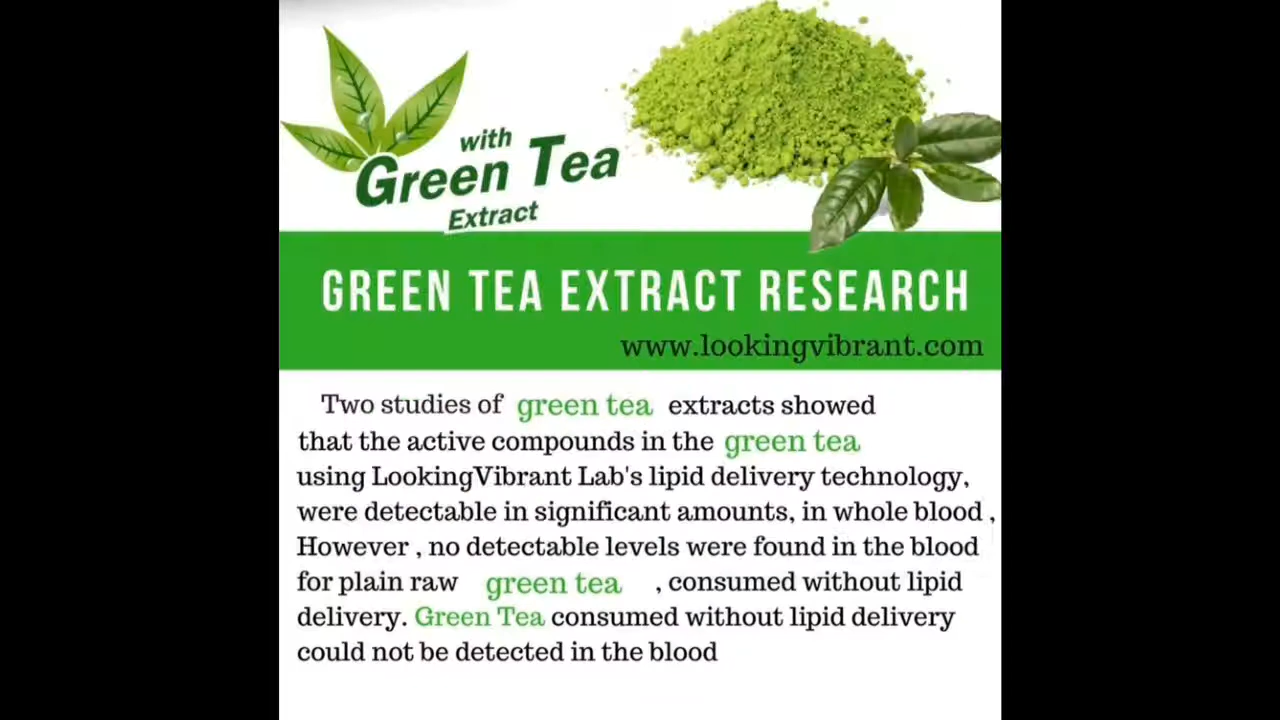 with
Green Tea
Extract
GREEN TEA EXTRACT RESEARCH
www.lookingvibrant.com
Two studies of green tea extracts showed
that the active compounds in the green tea
using LookingVibrant Lab's lipid delivery technology,
were detectable in significant amounts, in whole blood ,
However , no detectable levels were found in the blood
for plain raw green tea , consumed without lipid
delivery. Green Tea consumed without lipid delivery
could not be detected in the blood